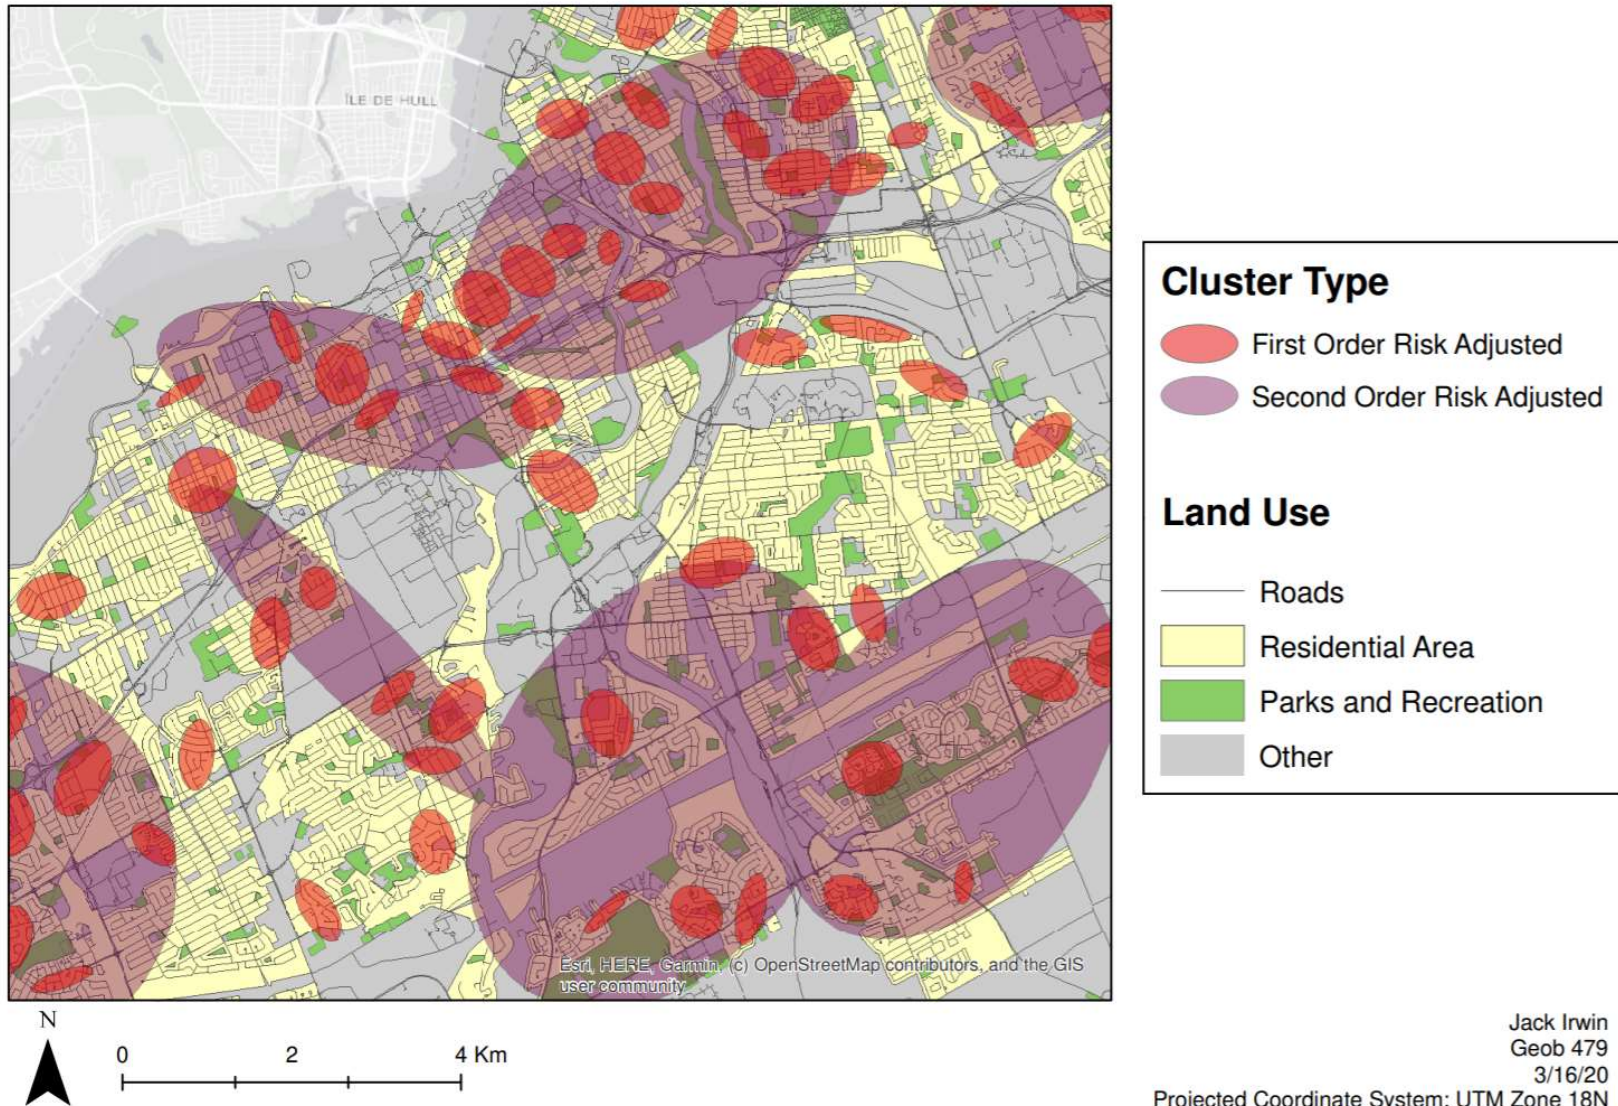 ÎLE DE HULL
Esri, HERE, Garmin, (c) OpenStreetMap contributors, and the GIS
user community
Cluster Type
First Order Risk Adjusted
Second Order Risk Adjusted
Land Use
Roads
Residential Area
Parks and Recreation
Other
N
0 2 4 Km
Jack Irwin
Geob 479
3/16/20
Projected Coordinate System: UTM Zone 18N